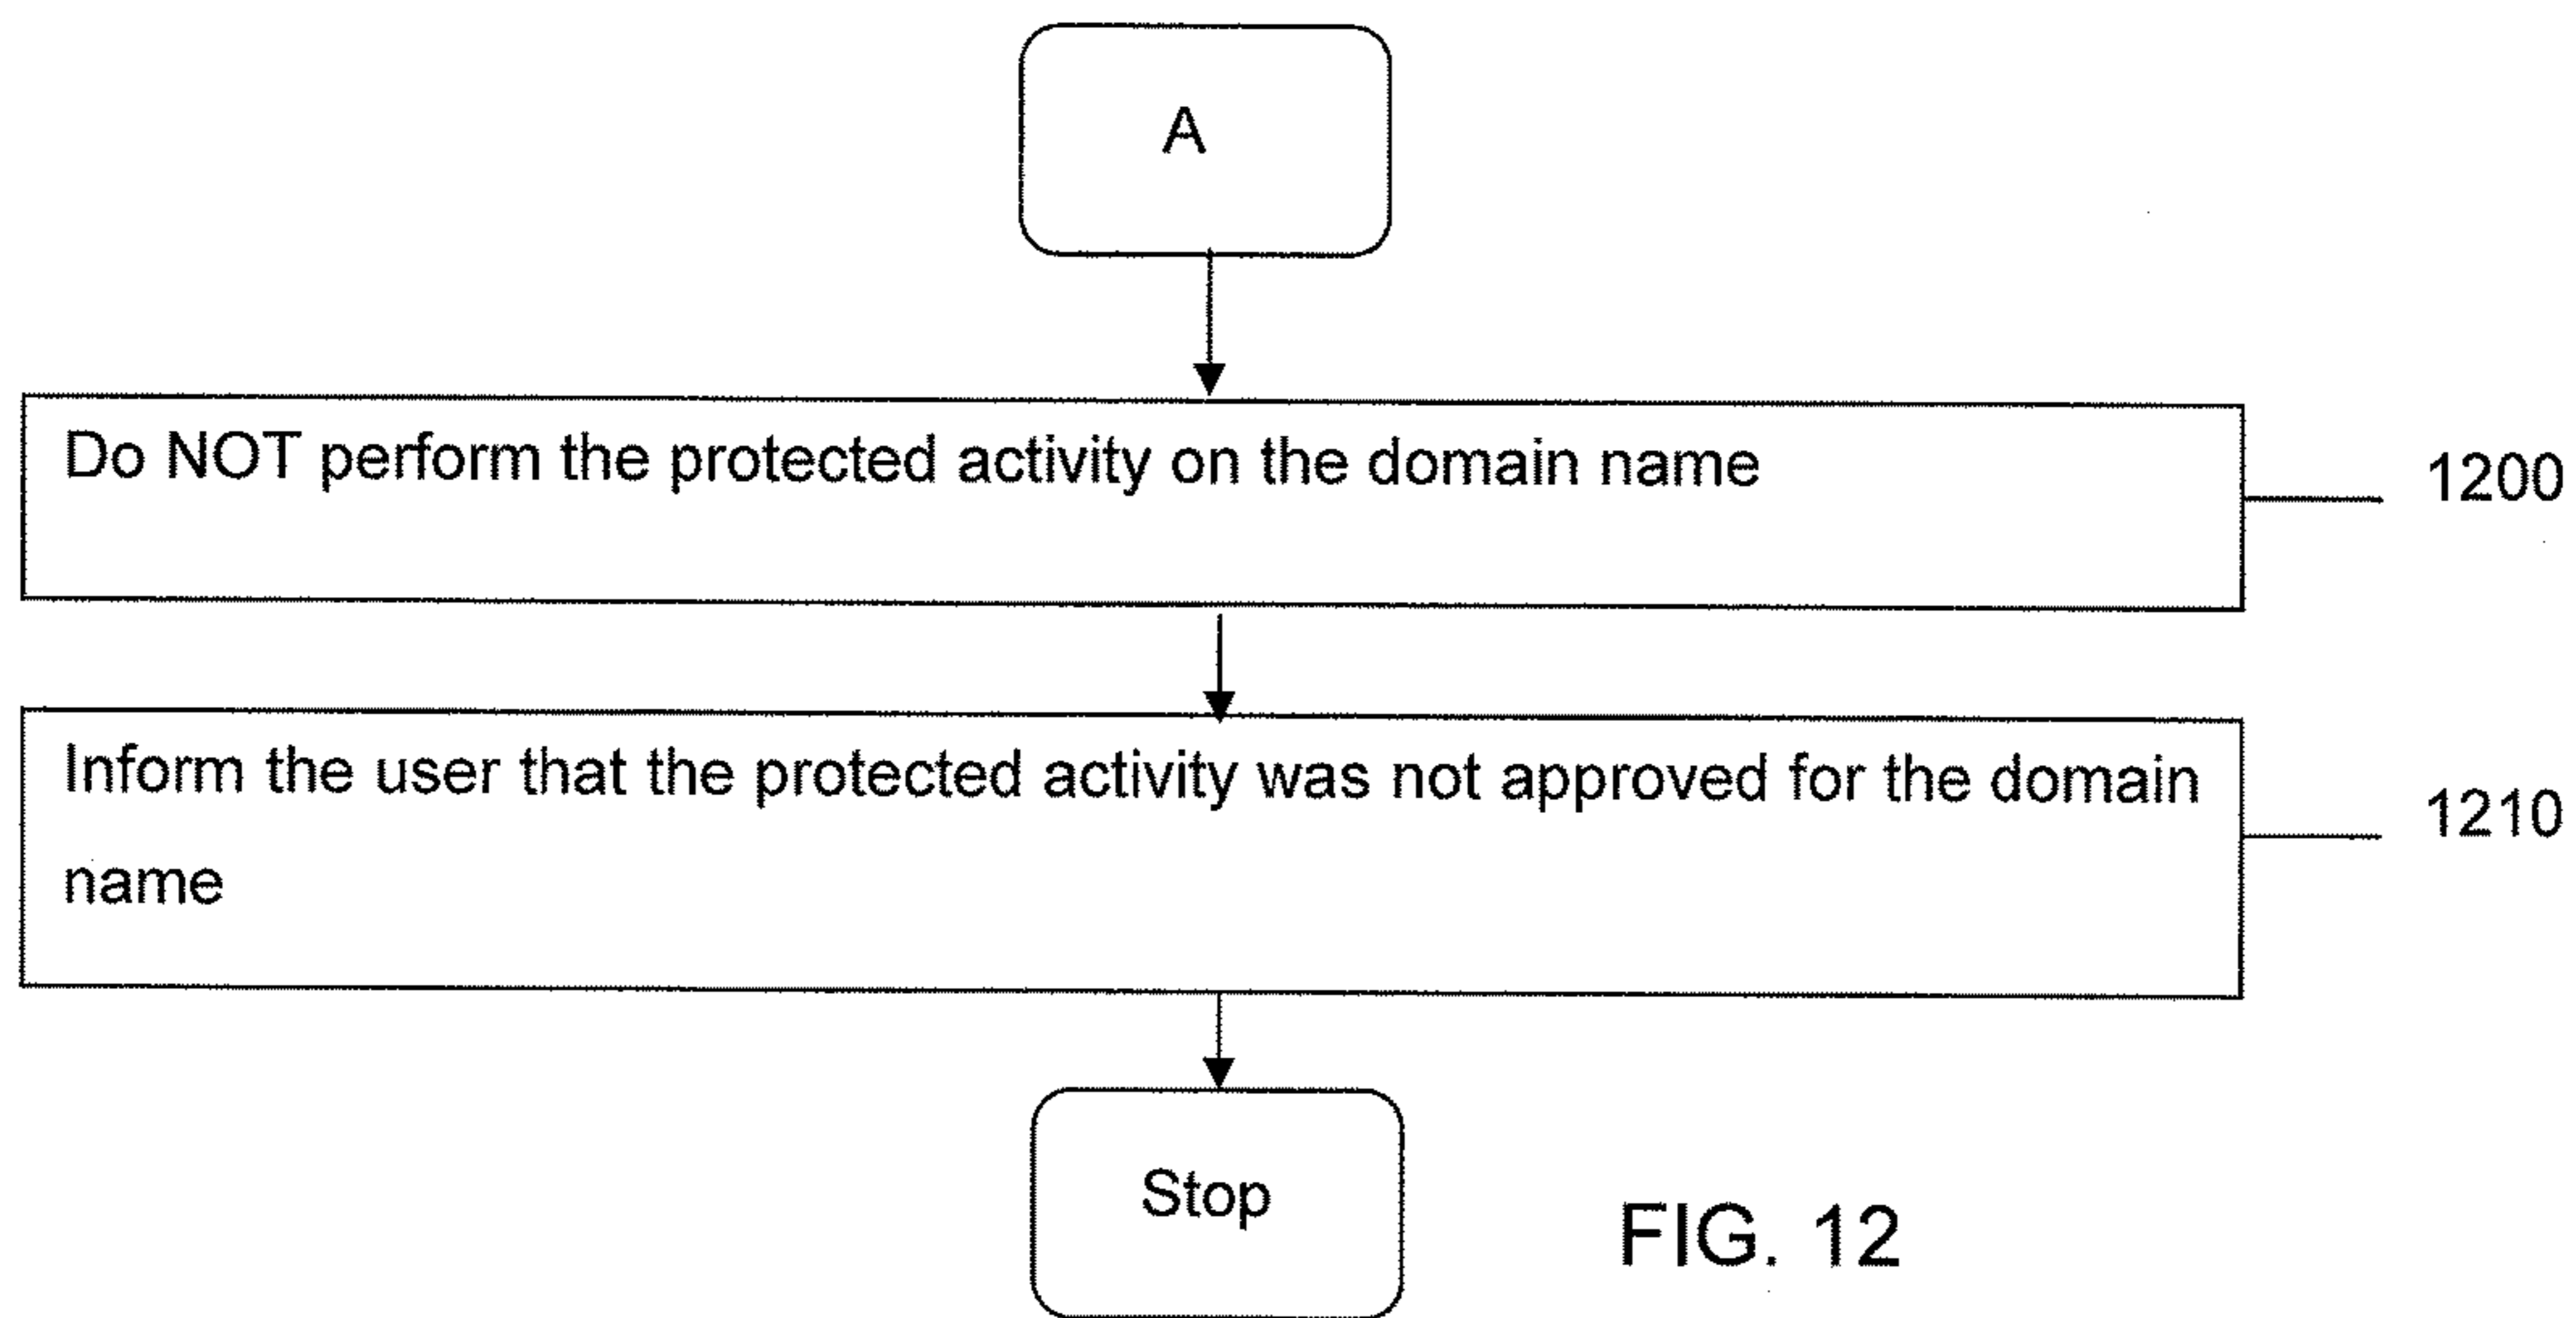 A
Do NOT perform the protected activity on the domain name
1200
Inform the user that the protected activity was not approved for the domain
name
1210
Stop
FIG. 12